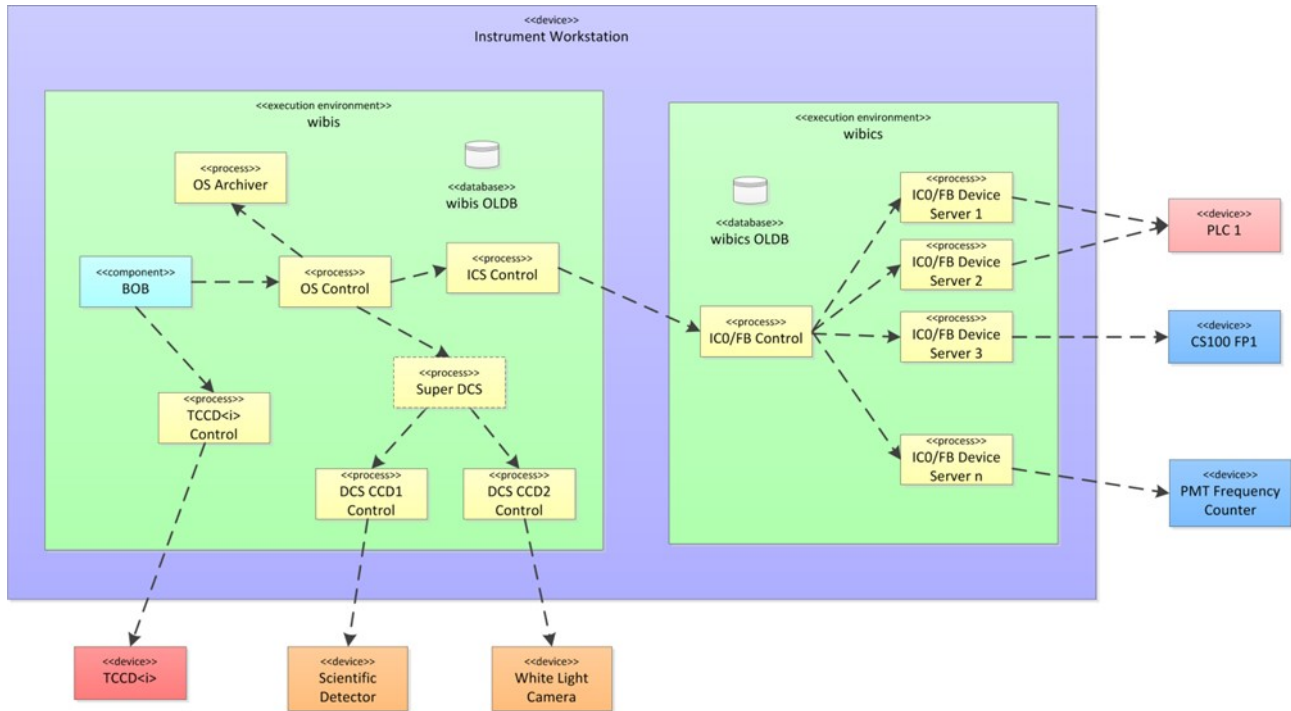 <<device>>
Instrument Workstation
<<execution environment>>
wibis
<<process>>
OS Archiver
<<database>>
wibis OLDB
<<component>>
BOB
<<process>>
OS Control
<<process>>
ICS Control
<<process>>
Super DCS
<<process>>
TCCD<i>
Control
<<process>>
DCS CCD1
Control
<<process>>
DCS CCD2
Control
<<execution environment>>
wibics
<<database>>
wibics OLDB
<<process>>
IC0/FB Control
<<process>>
IC0/FB Device
Server 1
<<process>>
IC0/FB Device
Server 2
<<process>>
IC0/FB Device
Server 3
<<process>>
IC0/FB Device
Server n
<<device>>
PLC 1
<<device>>
CS100 FP1
<<device>>
PMT Frequency
Counter
<<device>>
TCCD<i>
<<device>>
Scientific
Detector
<<device>>
White Light
Camera